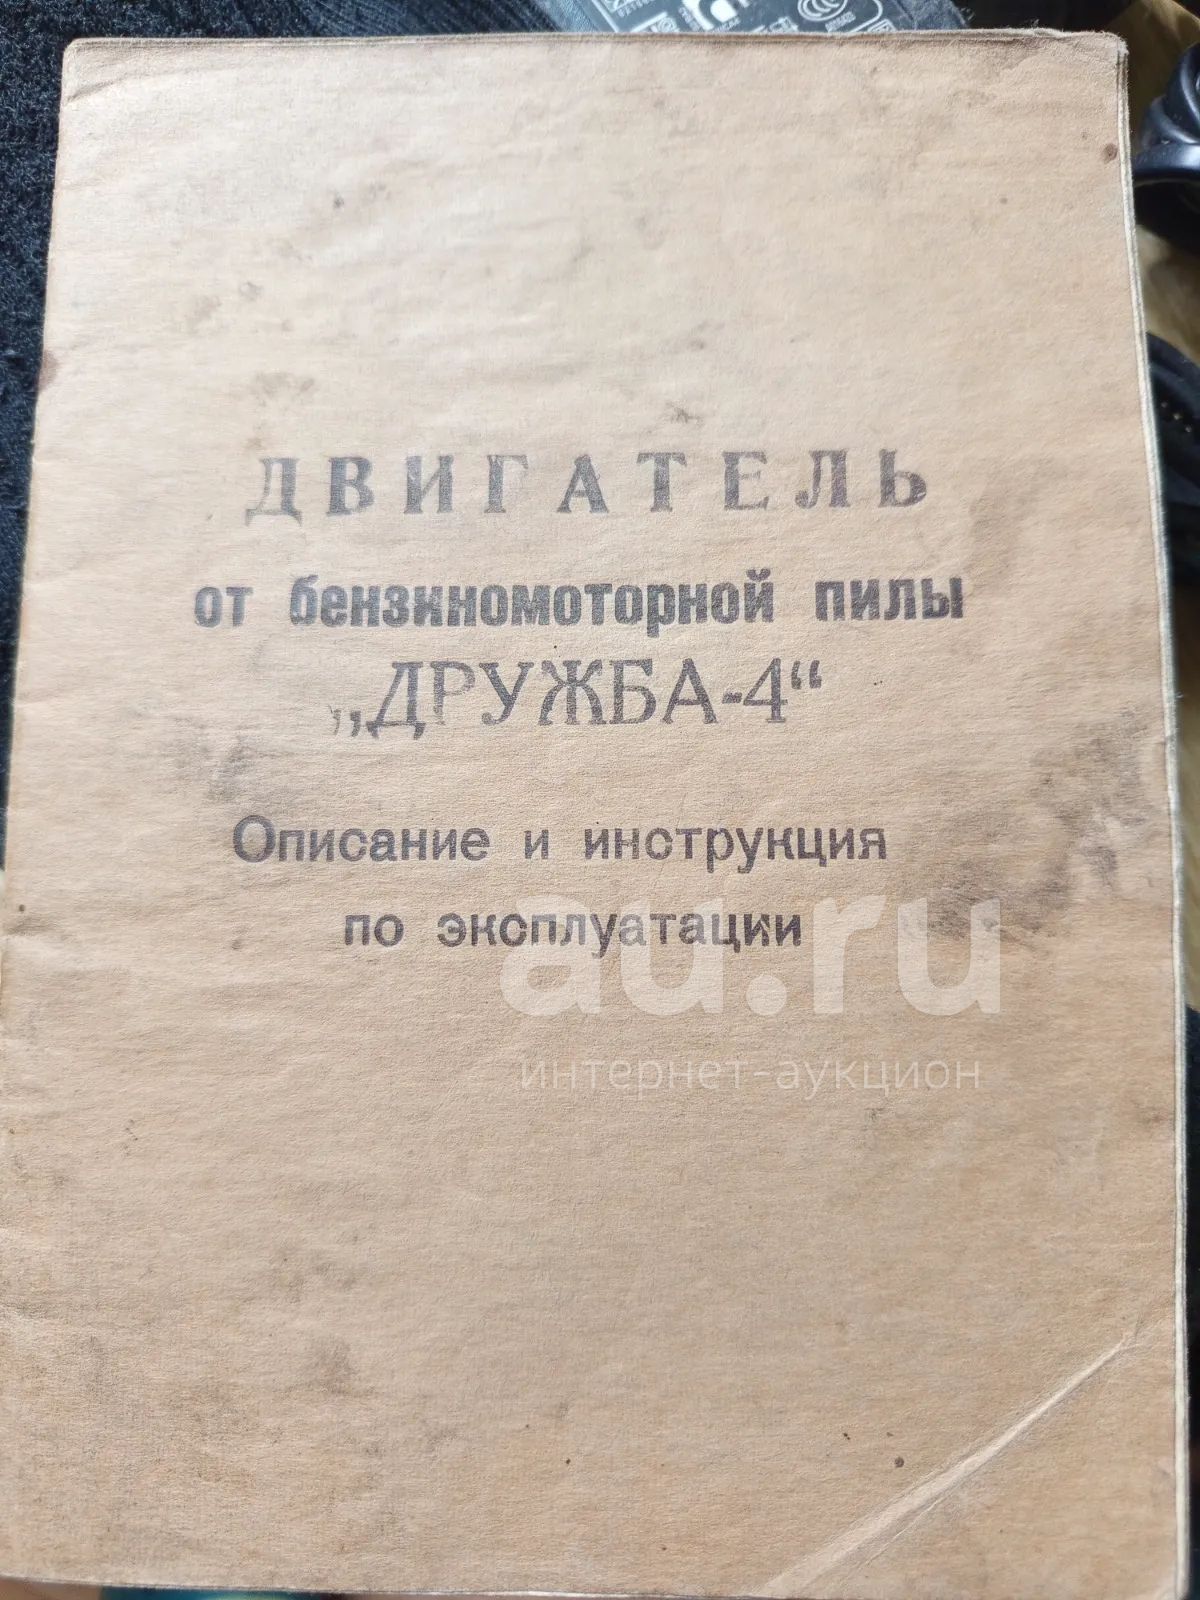 ДВИГАТЕЛЬ
от бензиномоторной пилы
„ДРУЖБА-4“
Описание и инструкция
по эксплуатации
au.ru
интернет-аукцион